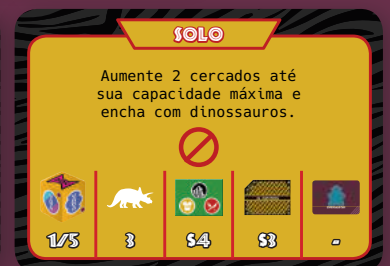 SOLO
Aumente 2 cercados até
sua capacidade máxima e
encha com dinossauros.
1/5 3 $4 $3 -